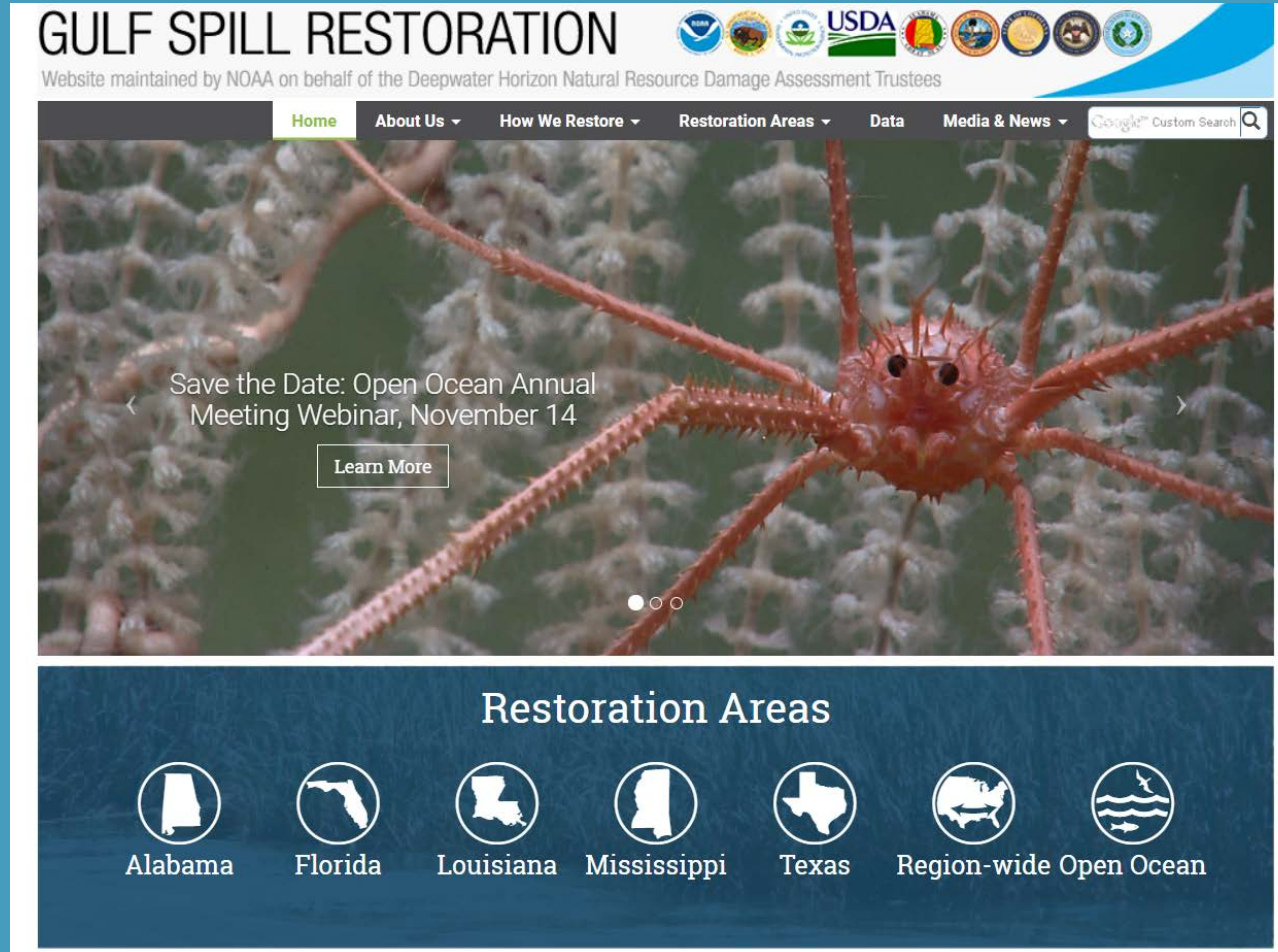 GULF SPILL RESTORATION
USDA
Website maintained by NOAA on behalf of the Deepwater Horizon Natural Resource Damage Assessment Trustees
Home About Us How We Restore Restoration Areas Data Media & News Google™ Custom Search
Save the Date: Open Ocean Annual
Meeting Webinar, November 14
Learn More
Restoration Areas
Alabama Florida Louisiana Mississippi Texas Region-wide Open Ocean